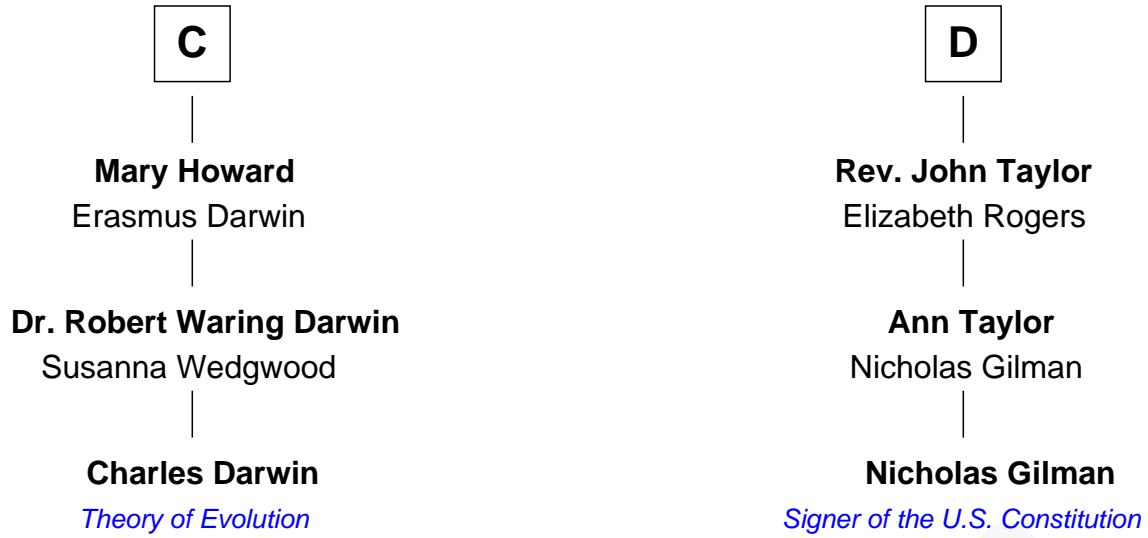 C
Mary Howard
Erasmus Darwin
Dr. Robert Waring Darwin
Susanna Wedgwood
Charles Darwin
Theory of Evolution
D
Rev. John Taylor
Elizabeth Rogers
Ann Taylor
Nicholas Gilman
Nicholas Gilman
Signer of the U.S. Constitution